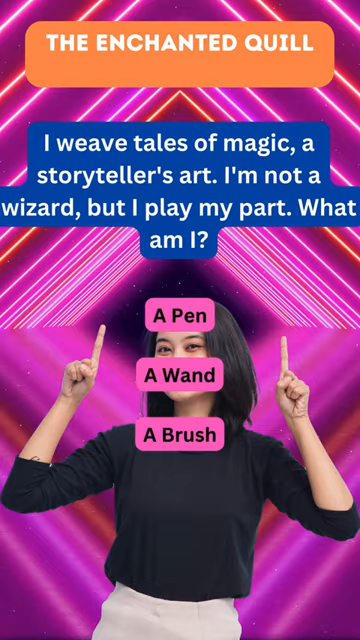 THE ENCHANTED QUILL
I weave tales of magic, a
storyteller's art. I'm not a
wizard, but I play my part. What
am I?
A Pen
A Wand
A Brush